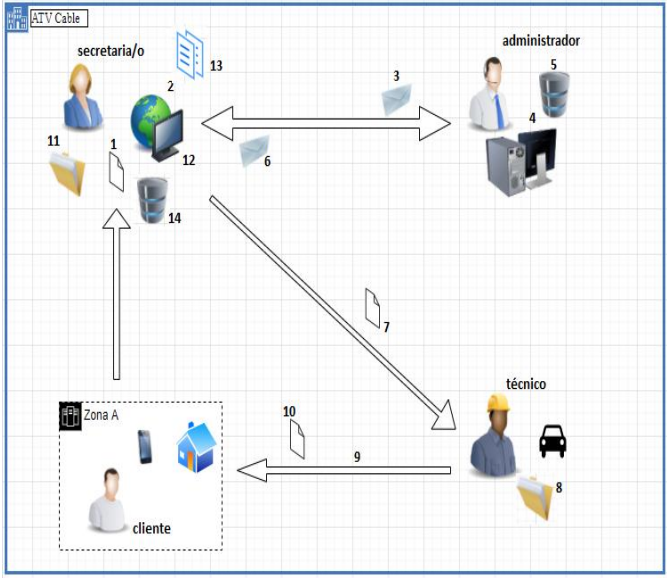 ATV Cable
secretaria/o
13
administrador
2
3
5
4
11
1
12
6
14
7
técnico
Zona A
10
9
8
cliente